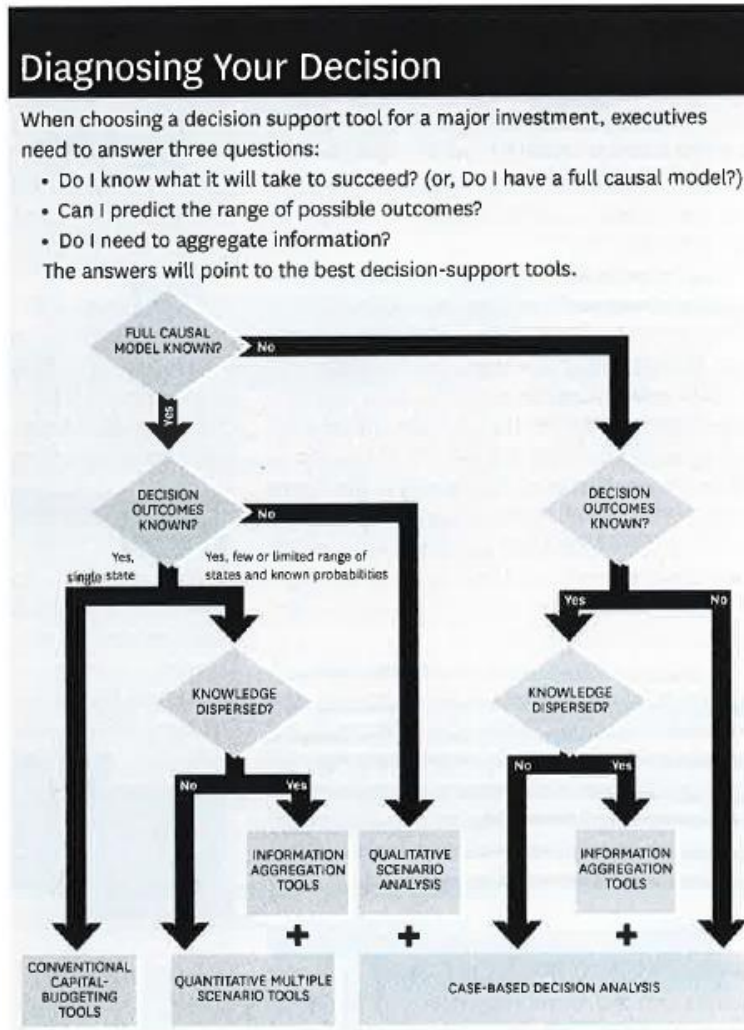 Diagnosing Your Decision
When choosing a decision support tool for a major investment, executives
need to answer three questions:
• Do I know what it will take to succeed? (or, Do I have a full causal model?)
• Can I predict the range of possible outcomes?
• Do I need to aggregate information?
The answers will point to the best decision-support tools.
FULL CAUSAL
MODEL KNOWN?
No
Yes
DECISION
OUTCOMES
KNOWN?
No
DECISION
OUTCOMES
KNOWN?
Yes,
single state
Yes, few or limited range of
states and known probabilities
Yes
No
KNOWLEDGE
DISPERSED?
KNOWLEDGE
DISPERSED?
No
Yes
No
Yes
INFORMATION
AGGREGATION
TOOLS
QUALITATIVE
SCENARIO
ANALYSIS
INFORMATION
AGGREGATION
TOOLS
+
+
+
CONVENTIONAL
CAPITAL-
BUDGETING
TOOLS
QUANTITATIVE MULTIPLE
SCENARIO TOOLS
CASE-BASED DECISION ANALYSIS